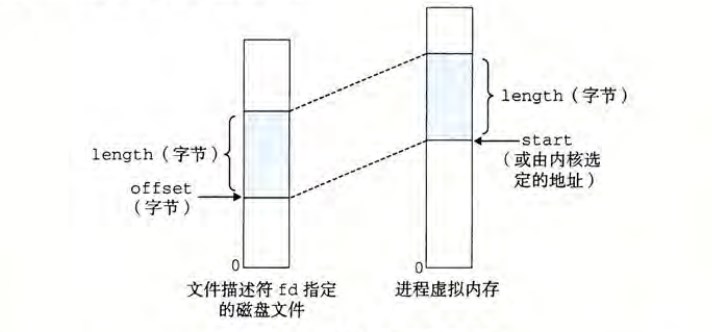 length（字节）
length（字节）
start
（或由内核选
定的地址）
offset
（字节）
0
0
文件描述符 fd 指定
的磁盘文件
进程虚拟内存